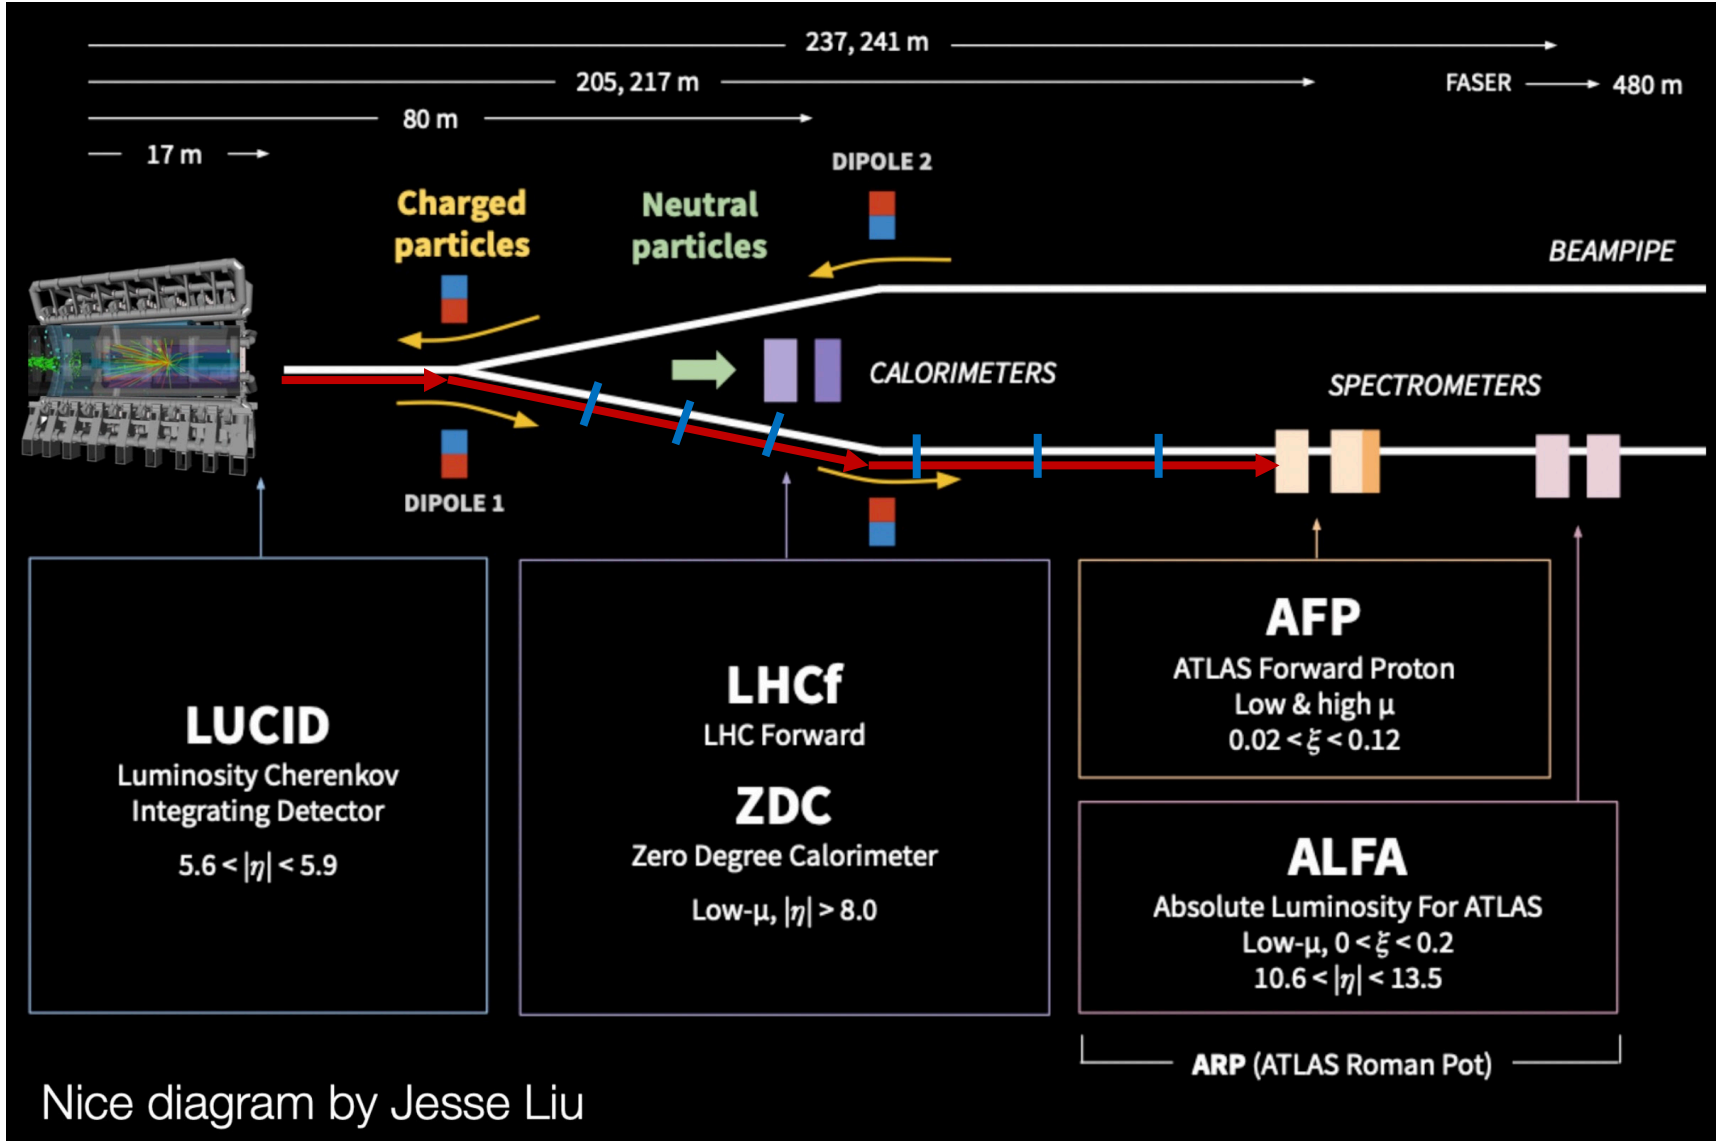 237, 241 m
205, 217 m
FASER
480 m
80 m
17 m
DIPOLE 2
Charged
particles
Neutral
particles
BEAMPIPE
CALORIMETERS
SPECTROMETERS
DIPOLE 1
LUCID
Luminosity Cherenkov
Integrating Detector
5.6 < |η| < 5.9
LHCf
LHC Forward
ZDC
Zero Degree Calorimeter
Low-μ, |η| > 8.0
AFP
ATLAS Forward Proton
Low & high μ
0.02 < ξ < 0.12
ALFA
Absolute Luminosity For ATLAS
Low-μ, 0 < ξ < 0.2
10.6 < |η| < 13.5
ARP (ATLAS Roman Pot)
Nice diagram by Jesse Liu